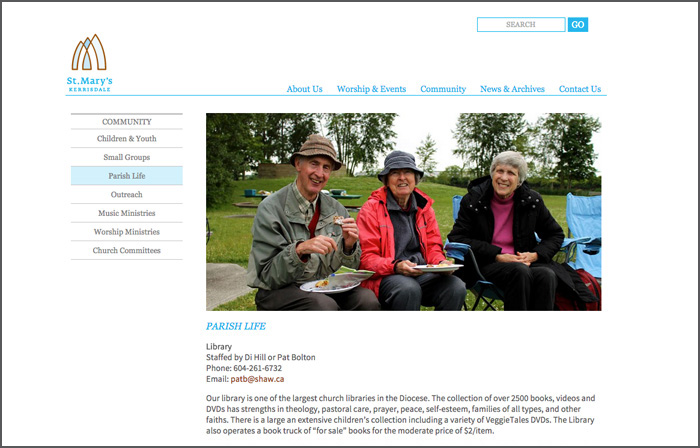 SEARCH
GO
St.Mary's
KERRISDALE
About Us
Worship & Events
Community
News & Archives
Contact Us
COMMUNITY
Children & Youth
Small Groups
Parish Life
Outreach
Music Ministries
Worship Ministries
Church Committees
PARISH LIFE
Library
Staffed by Di Hill or Pat Bolton
Phone: 604-261-6732
Email: patb@shaw.ca
Our library is one of the largest church libraries in the Diocese. The collection of over 2500 books, videos and
DVDs has strengths in theology, pastoral care, prayer, peace, self-esteem, families of all types, and other
faiths. There is a large an extensive children's collection including a variety of VeggieTales DVDs. The Library
also operates a book truck of "for sale" books for the moderate price of $2/item.